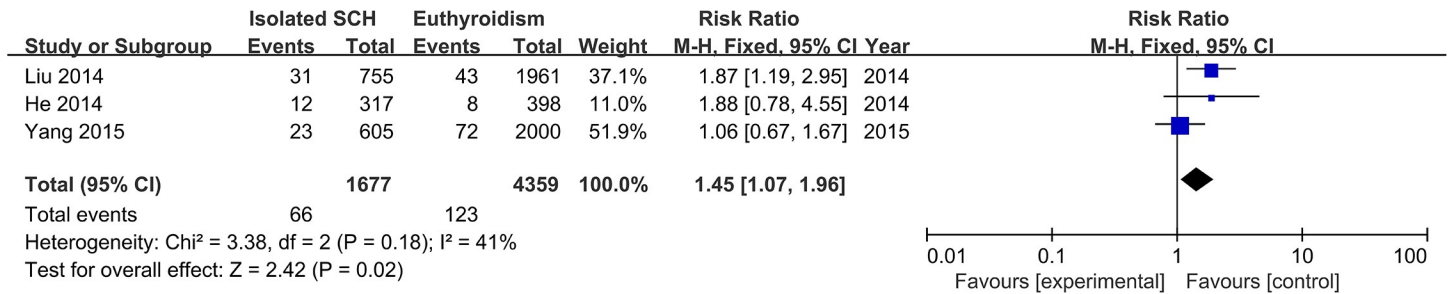 Isolated SCH Euthyroidism Risk Ratio Risk Ratio
Study or Subgroup Events Total Events Total Weight M-H, Fixed, 95% CI Year M-H, Fixed, 95% CI
Liu 2014 31 755 43 1961 37.1% 1.87 [1.19, 2.95] 2014
He 2014 12 317 8 398 11.0% 1.88 [0.78, 4.55] 2014
Yang 2015 23 605 72 2000 51.9% 1.06 [0.67, 1.67] 2015
Total (95% CI) 1677 4359 100.0% 1.45 [1.07, 1.96]
Total events 66 123
Heterogeneity: Chi² = 3.38, df = 2 (P = 0.18); I² = 41%
Test for overall effect: Z = 2.42 (P = 0.02)
0.01 0.1 1 10 100
Favours [experimental] Favours [control]